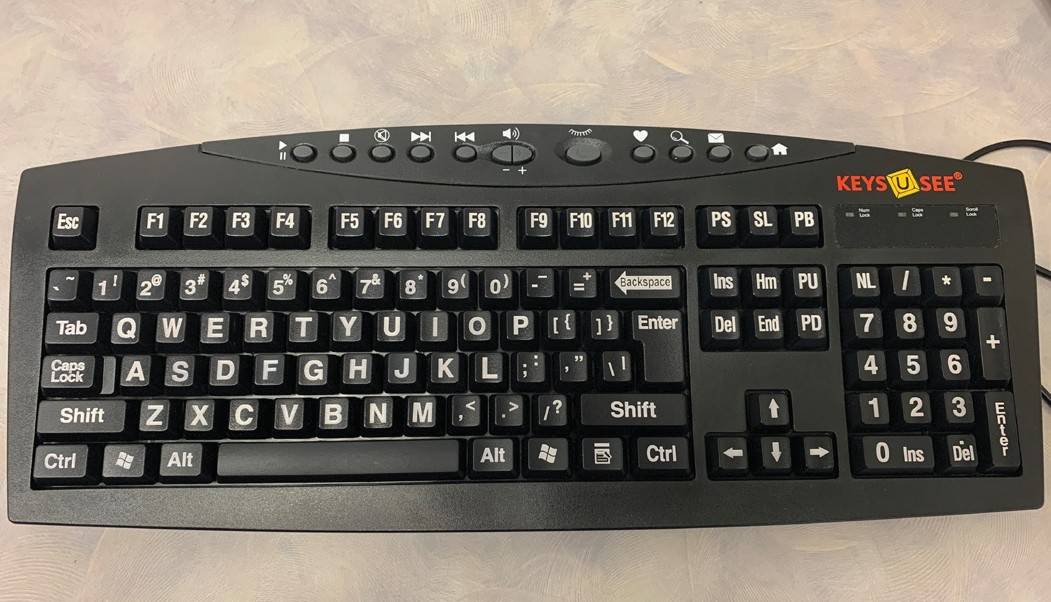 KEYS U SEE®
Num Lock Caps Lock Scroll Lock
- +
Esc F1 F2 F3 F4 F5 F6 F7 F8 F9 F10 F11 F12 PS SL PB
` ~ 1 ! 2 @ 3 # 4 $ 5 % 6 ^ 7 & 8 * 9 ( 0 ) - _ = + Backspace Ins Hm PU NL / * -
Tab Q W E R T Y U I O P [ { ] } Enter Del End PD 7 8 9 +
Caps Lock A S D F G H J K L ; : ' " \ | 4 5 6
Shift Z X C V B N M , < . > / ? Shift ↑ 1 2 3 Enter
Ctrl Alt Alt Ctrl ← ↓ → 0 Ins . Del